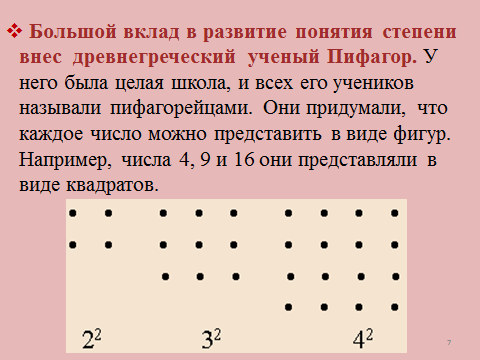 ❖ Большой вклад в развитие понятия степени
внес древнегреческий ученый Пифагор. У
него была целая школа, и всех его учеников
называли пифагорейцами. Они придумали, что
каждое число можно представить в виде фигур.
Например, числа 4, 9 и 16 они представляли в
виде квадратов.
2² 3² 4²
7